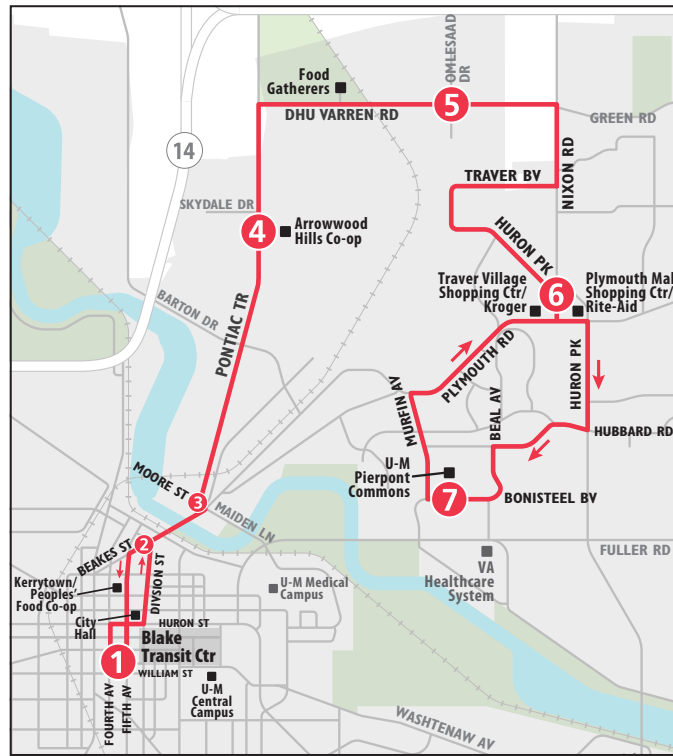 OMLESAAD
DR
Food
Gatherers
5
DHU VARREN RD
GREEN RD
14
TRAVER BV
NIXON RD
SKYDALE DR
4
Arrowwood
Hills Co-op
HURON PK
BARTON DR
PONTIAC TR
Traver Village
Shopping Ctr/
Kroger
6
Plymouth Mal
Shopping Ctr/
Rite-Aid
PLYMOUTH RD
HURON PK
MURFIN AV
BEAL AV
HUBBARD RD
U-M
Pierpont
Commons
7
BONISTEEL BV
MOORE ST
3
MAIDEN LN
BEAKES ST
2
DIVSION ST
FULLER RD
VA
Healthcare
System
Kerrytown/
Peoples'
Food Co-op
U-M Medical
Campus
City
Hall
HURON ST
1
Blake
Transit Ctr
WILLIAM ST
FOURTH AV
FIFTH AV
U-M
Central
Campus
WASHTENAW AV